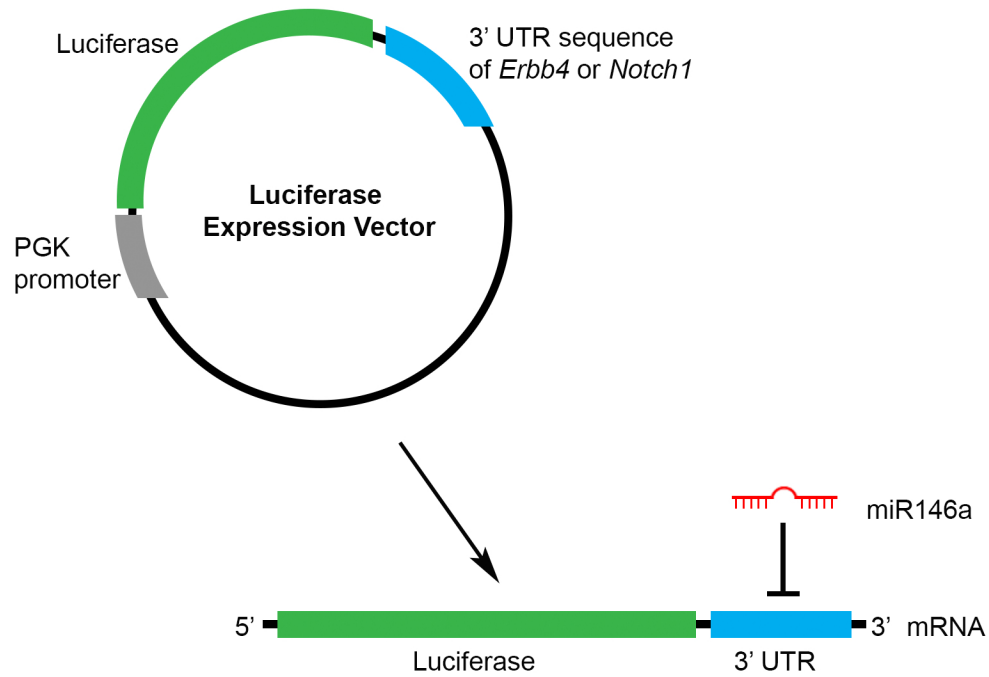 Luciferase
3’ UTR sequence
of Erbb4 or Notch1
Luciferase
Expression Vector
PGK
promoter
miR146a
5’
3’ mRNA
Luciferase
3’ UTR